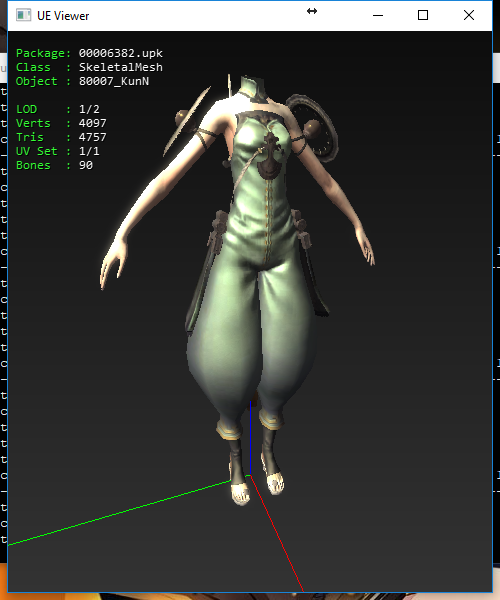 UE Viewer
Package: 00006382.upk
Class  : SkeletalMesh
Object : 80007_KunN
LOD    : 1/2
Verts  : 4097
Tris   : 4757
UV Set : 1/1
Bones  : 90